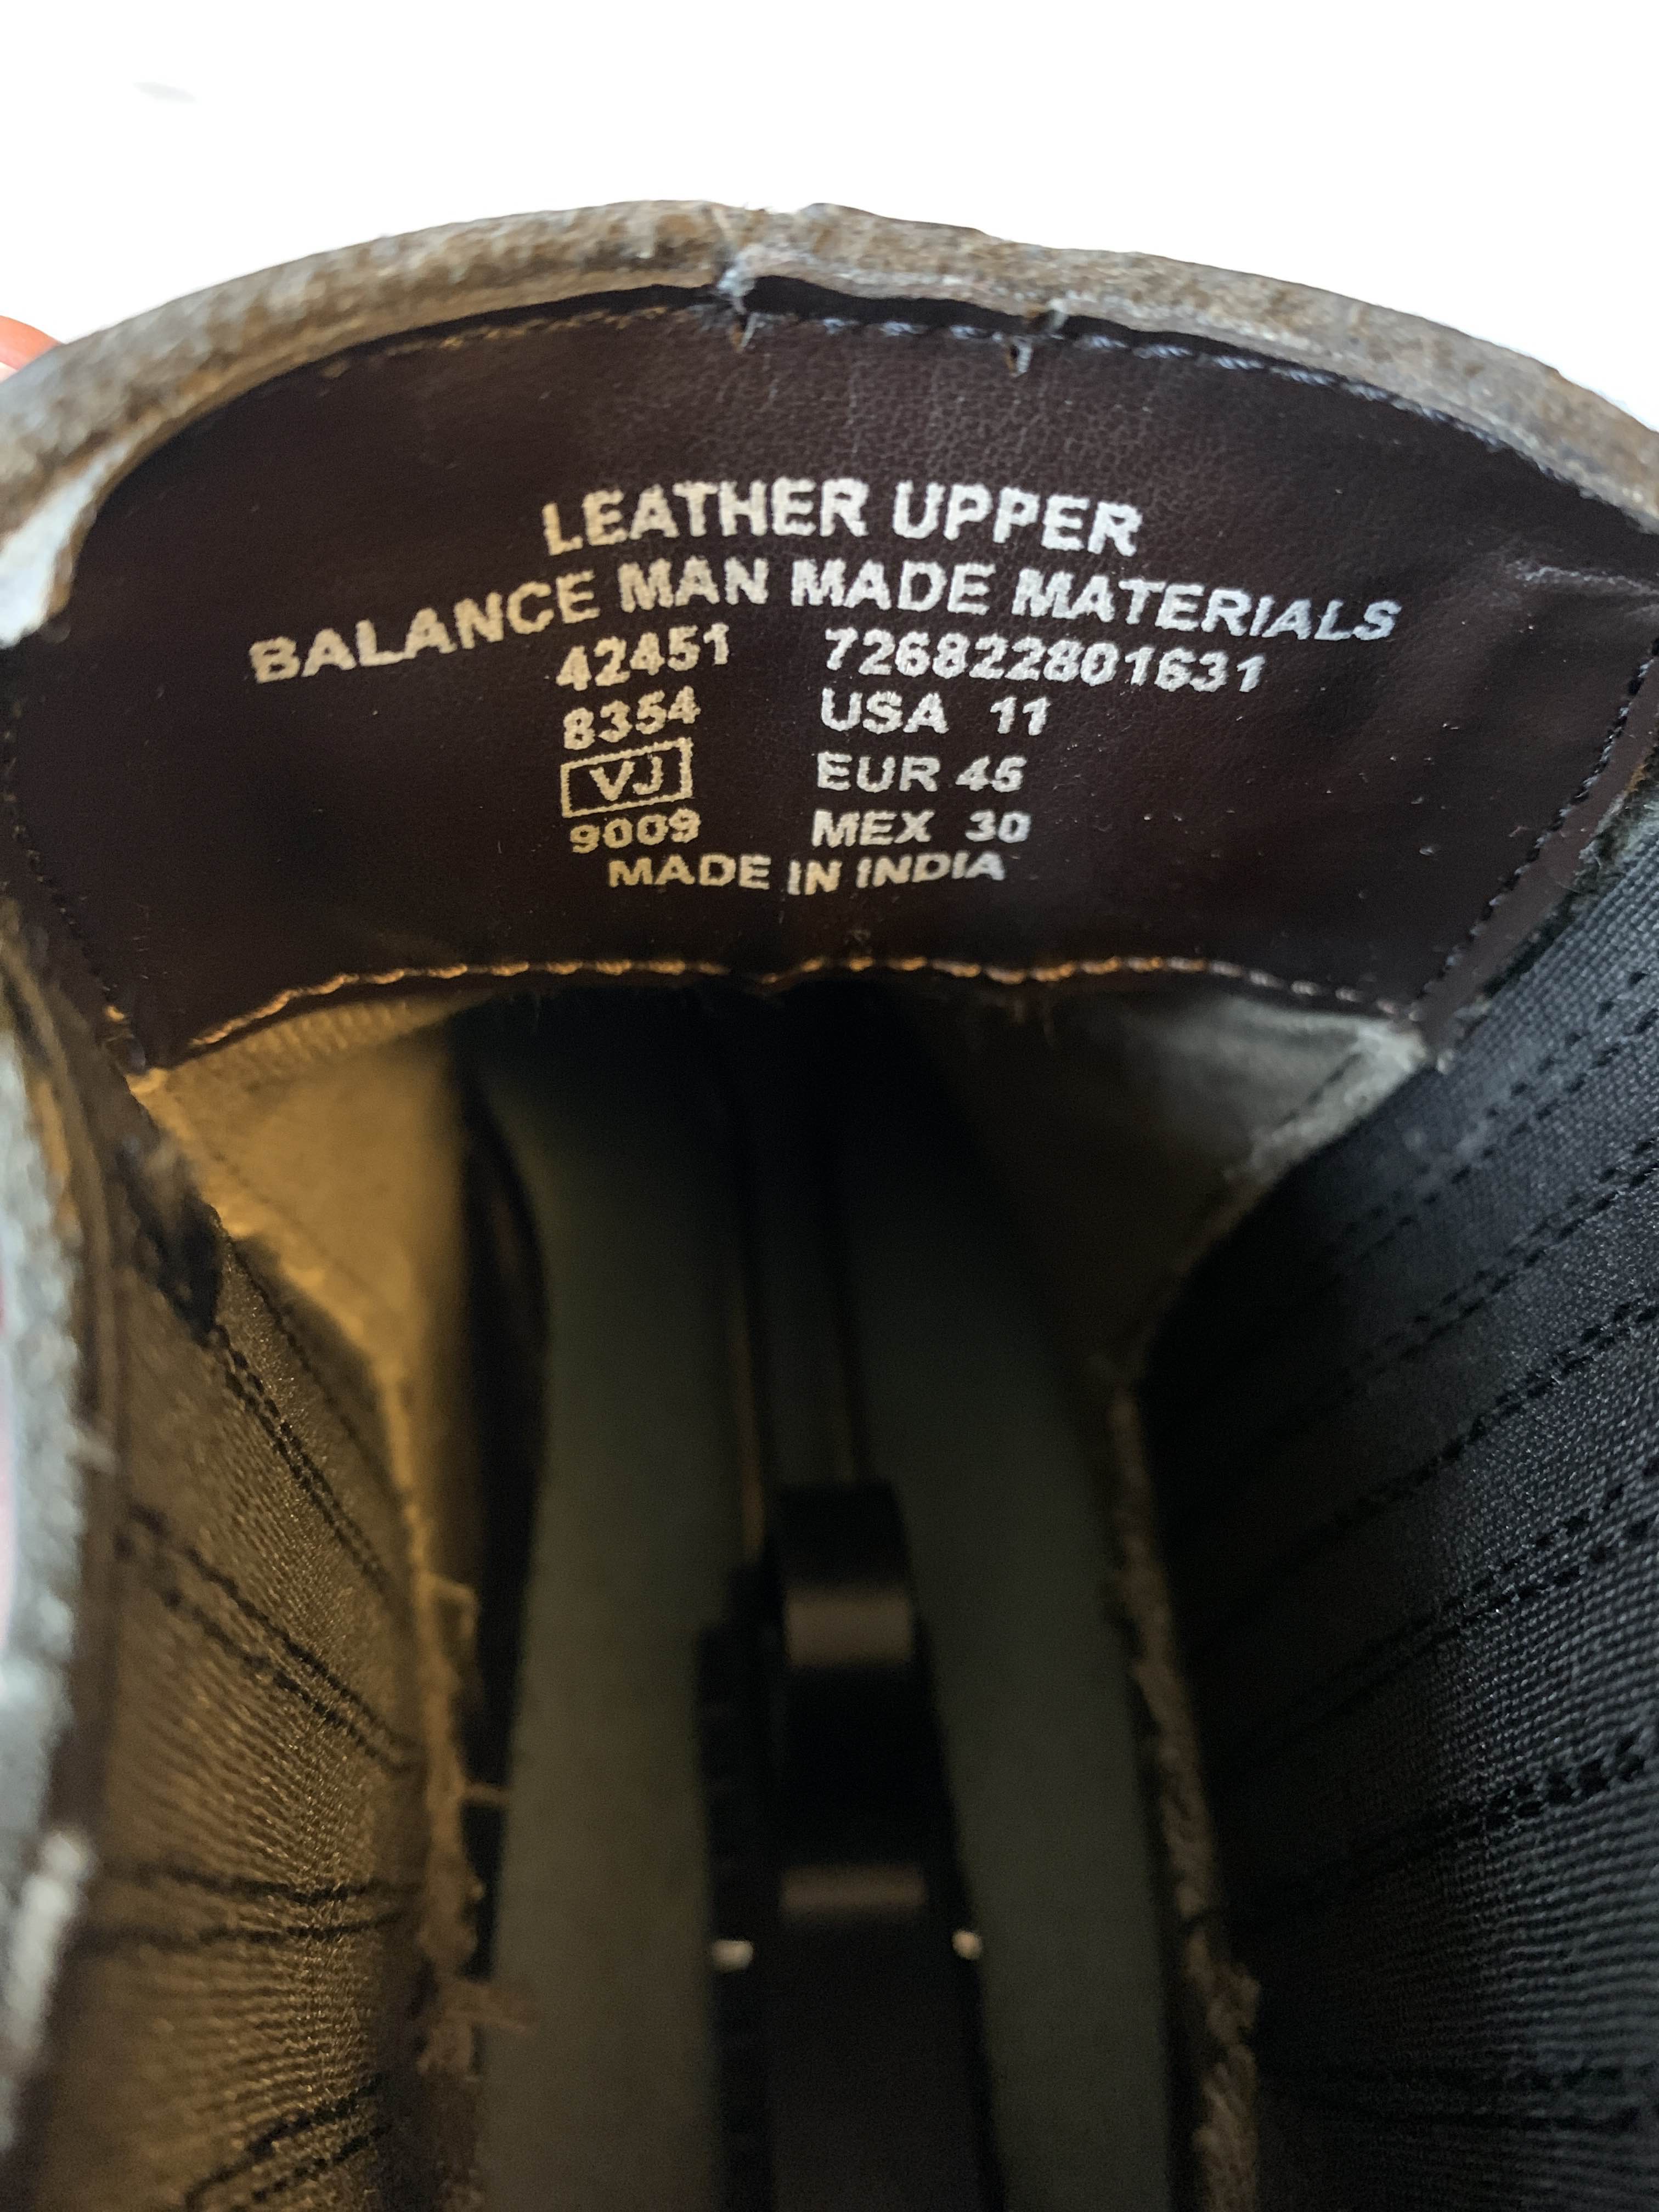 LEATHER UPPER
BALANCE MAN MADE MATERIALS
42451 726822801631
8354 USA 11
VJ EUR 45
9009 MEX 30
MADE IN INDIA